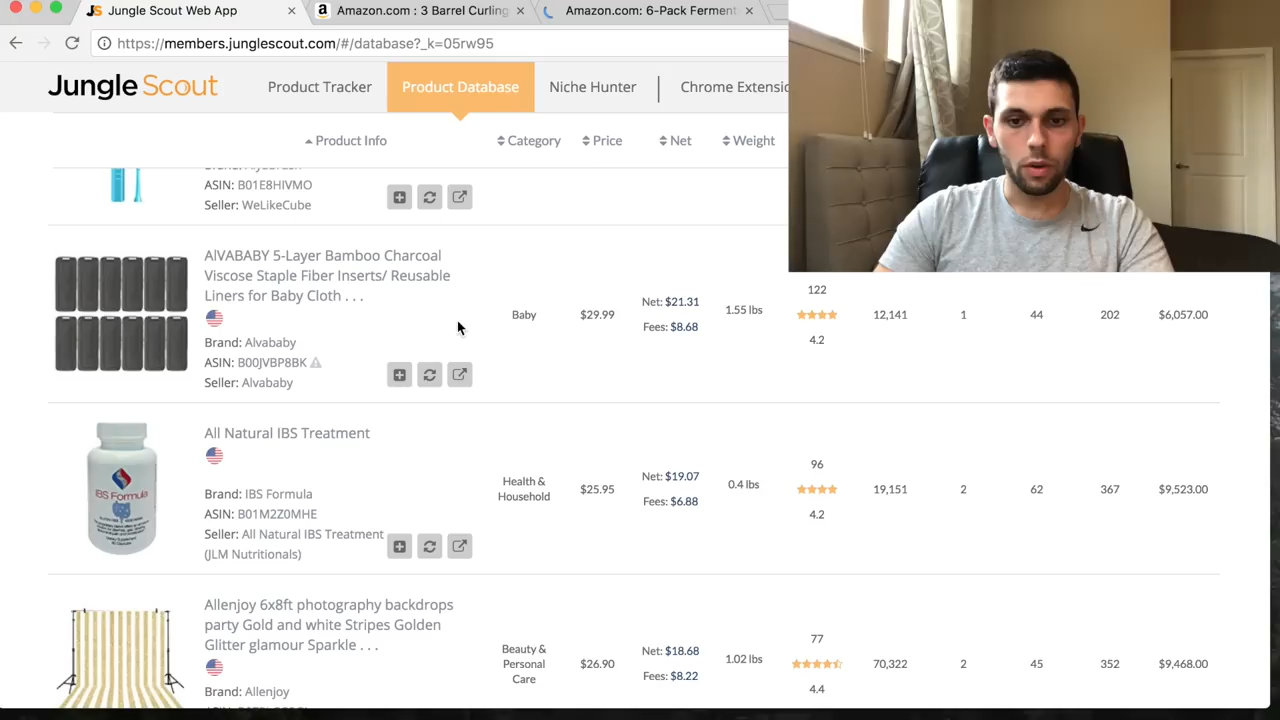 Jungle Scout Web App
Amazon.com : 3 Barrel Curling
Amazon.com: 6-Pack Ferment
https://members.junglescout.com/#/database?_k=05rw95
Jungle Scout
Product Tracker
Product Database
Niche Hunter
Chrome Extensio
Product Info
Category
Price
Net
Weight
ASIN: B01E8HIVMO
Seller: WeLikeCube
AlVABABY 5-Layer Bamboo Charcoal
Viscose Staple Fiber Inserts/ Reusable
Liners for Baby Cloth . . .
Brand: Alvababy
ASIN: B00JVBP8BK
Seller: Alvababy
Baby
$29.99
Net: $21.31
Fees: $8.68
1.55 lbs
122
4.2
12,141
1
44
202
$6,057.00
All Natural IBS Treatment
Brand: IBS Formula
ASIN: B01M2Z0MHE
Seller: All Natural IBS Treatment
(JLM Nutritionals)
IBS Formula
Health &
Household
$25.95
Net: $19.07
Fees: $6.88
0.4 lbs
96
4.2
19,151
2
62
367
$9,523.00
Allenjoy 6x8ft photography backdrops
party Gold and white Stripes Golden
Glitter glamour Sparkle . . .
Brand: Allenjoy
Beauty &
Personal
Care
$26.90
Net: $18.68
Fees: $8.22
1.02 lbs
77
4.4
70,322
2
45
352
$9,468.00